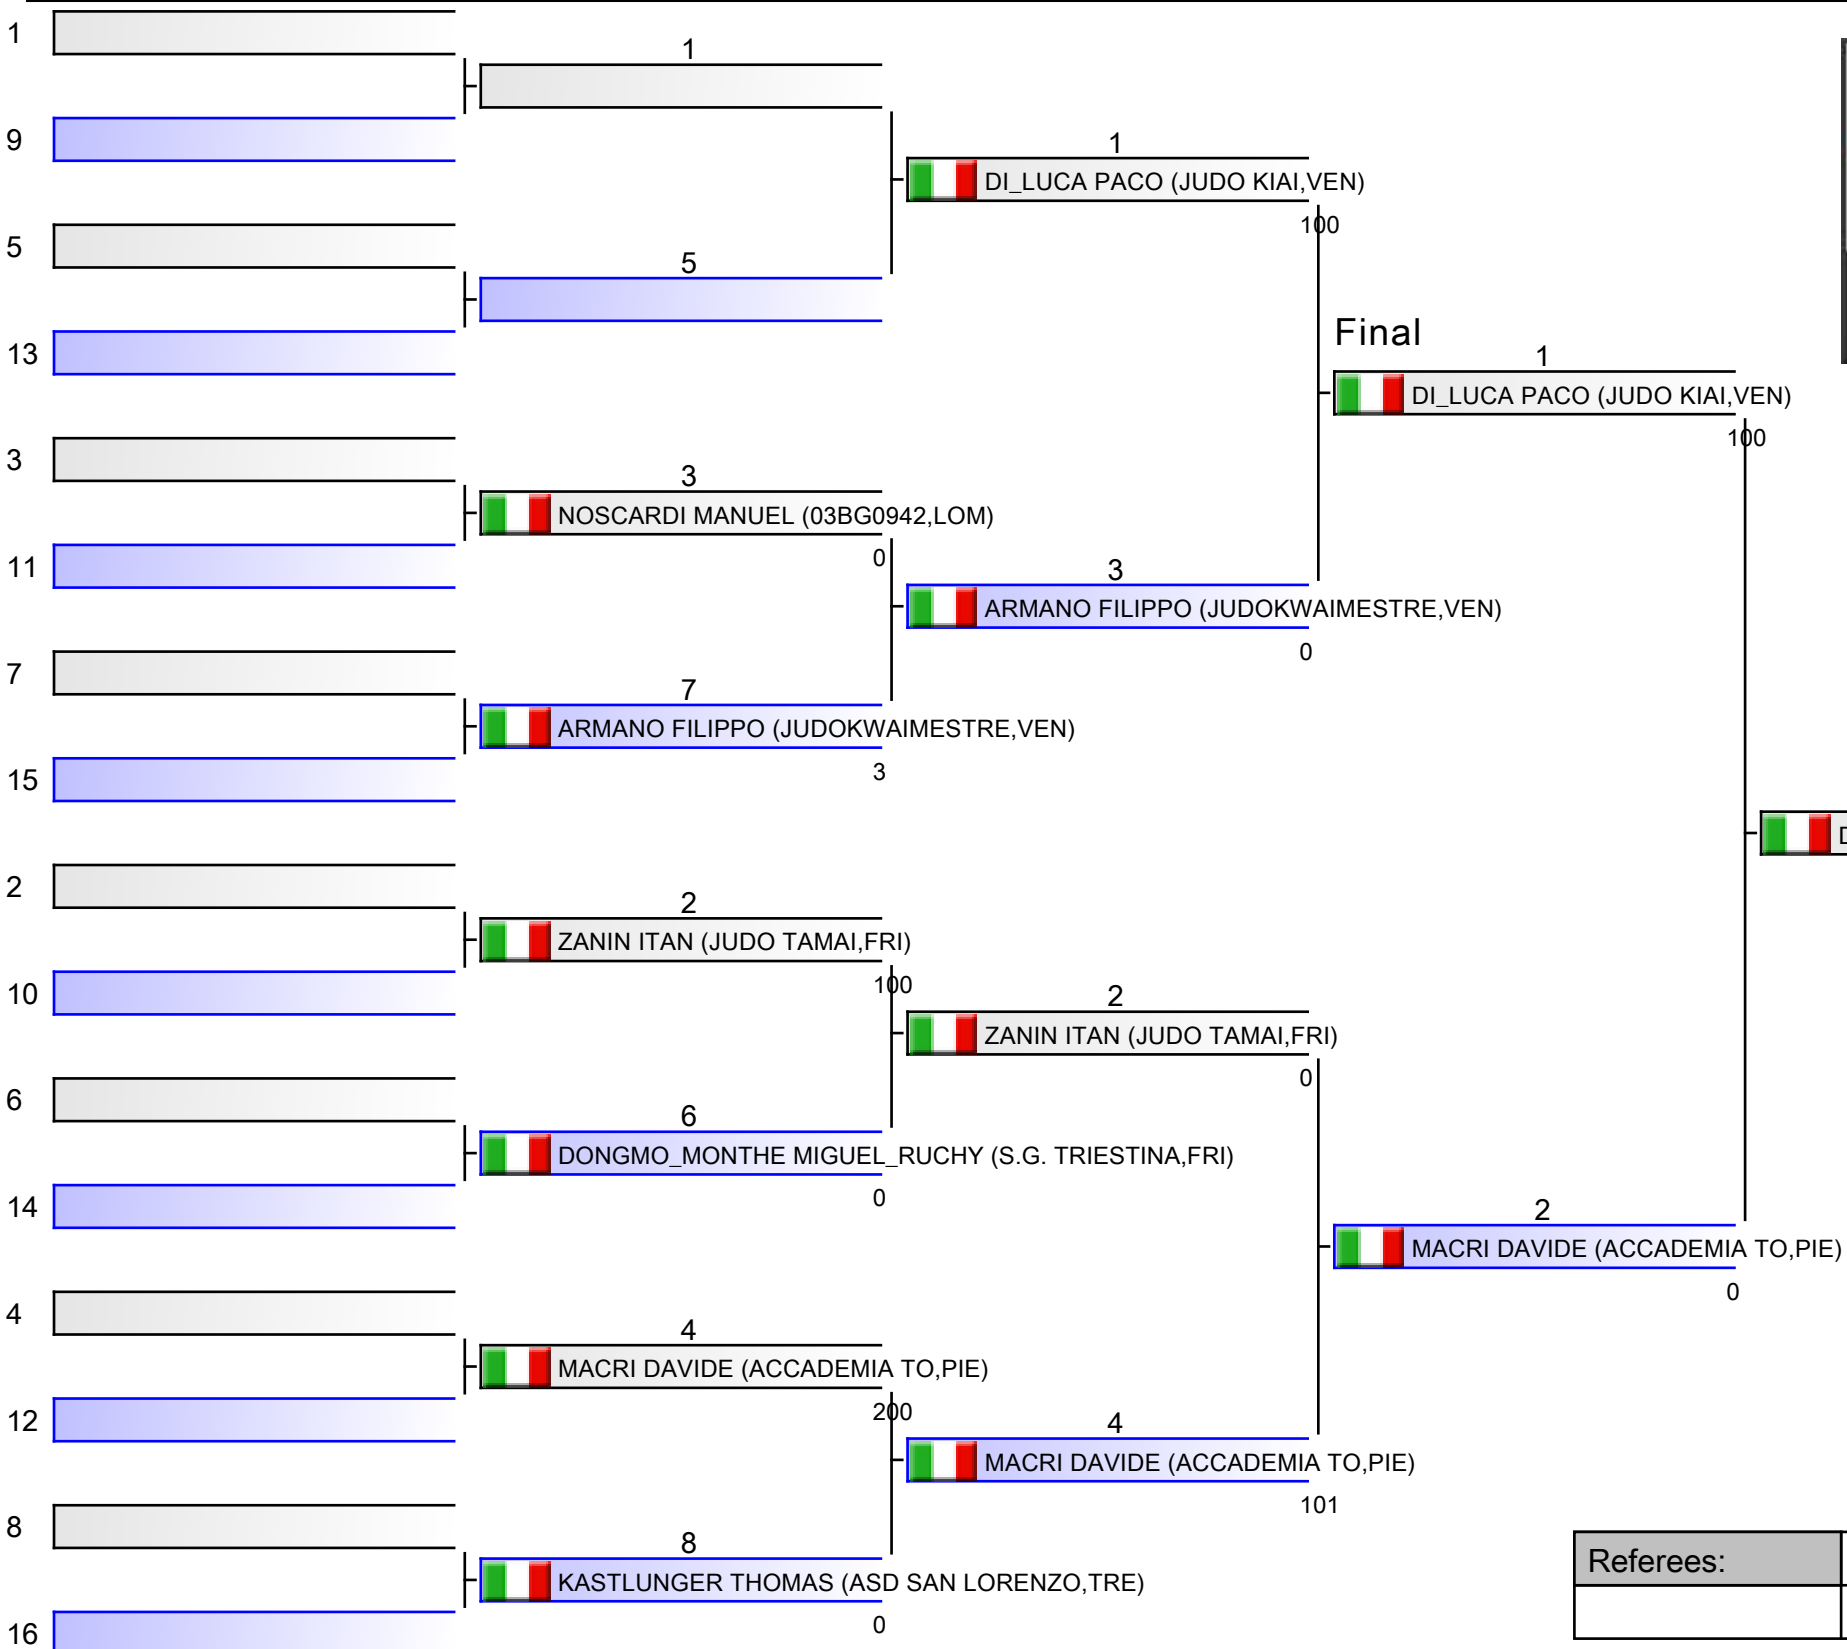 1
1
9
1
DI_LUCA PACO (JUDO KIAI,VEN)
100
5
5
Final
13
1
DI_LUCA PACO (JUDO KIAI,VEN)
100
3
3
NOSCARDI MANUEL (03BG0942,LOM)
0
11
3
ARMANO FILIPPO (JUDOKWAIMESTRE,VEN)
0
7
7
ARMANO FILIPPO (JUDOKWAIMESTRE,VEN)
3
15
D
2
2
ZANIN ITAN (JUDO TAMAI,FRI)
100
10
2
ZANIN ITAN (JUDO TAMAI,FRI)
0
6
6
DONGMO_MONTHE MIGUEL_RUCHY (S.G. TRIESTINA,FRI)
0
14
2
MACRI DAVIDE (ACCADEMIA TO,PIE)
0
4
4
MACRI DAVIDE (ACCADEMIA TO,PIE)
200
12
4
MACRI DAVIDE (ACCADEMIA TO,PIE)
101
8
8
KASTLUNGER THOMAS (ASD SAN LORENZO,TRE)
0
16
Referees: